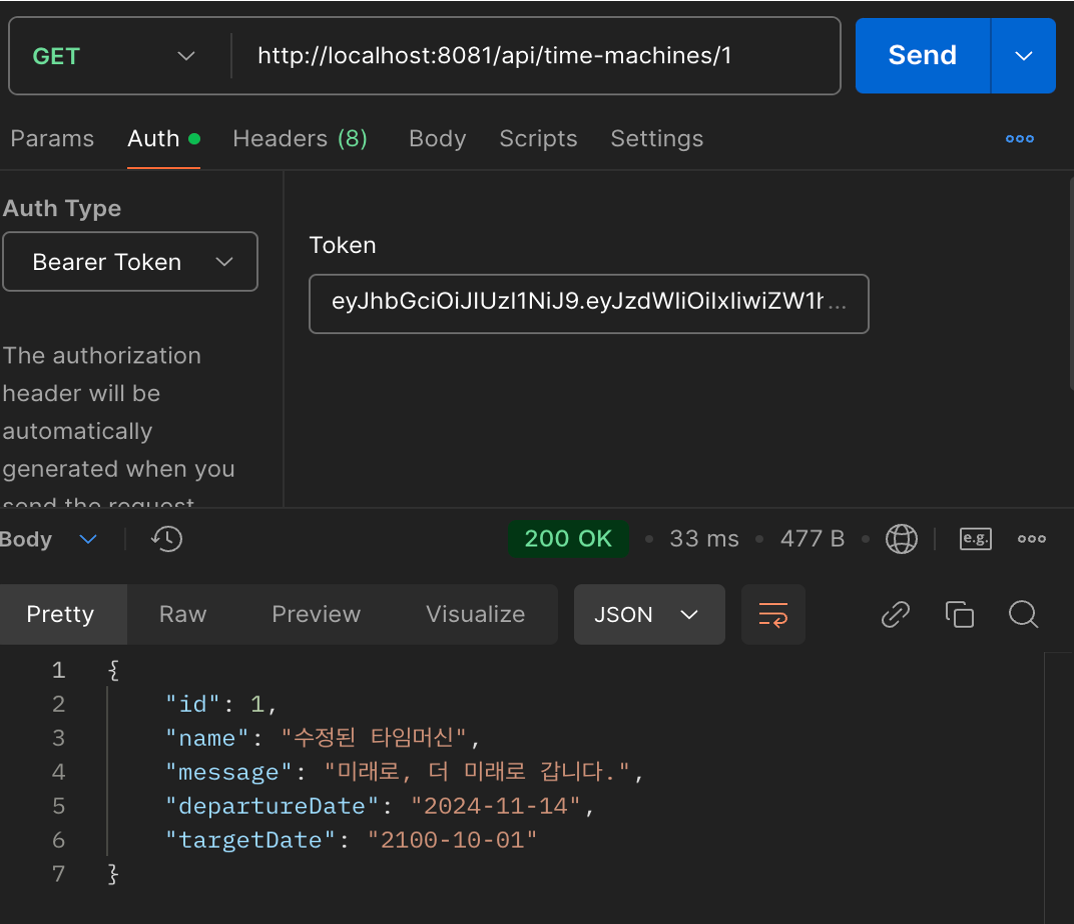 GET http://localhost:8081/api/time-machines/1 Send
Params Auth Headers (8) Body Scripts Settings
Auth Type
Bearer Token
Token
eyJhbGciOiJIUzI1NiJ9.eyJzdWIiOiIxIiwiZW1h...
The authorization
header will be
automatically
generated when you
send the request.
Body 200 OK • 33 ms • 477 B • e.g.
Pretty Raw Preview Visualize JSON
1 {
2 "id": 1,
3 "name": "수정된 타임머신",
4 "message": "미래로, 더 미래로 갑니다.",
5 "departureDate": "2024-11-14",
6 "targetDate": "2100-10-01"
7 }